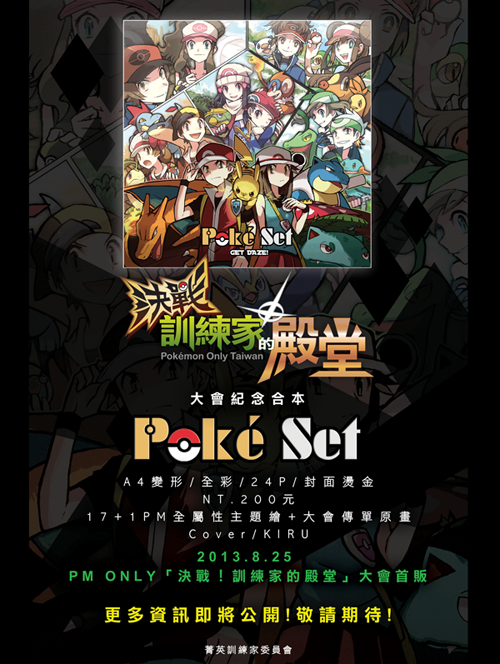 Poké Set
GET DAZE!
決戰!
訓練家的殿堂
Pokémon Only Taiwan
大會紀念合本
Poké Set
A4變形/全彩/24P/封面燙金
NT.200元
17+1PM全屬性主題繪+大會傳單原畫
Cover/KIRU
2013.8.25
PM ONLY「決戰！訓練家的殿堂」大會首販
更多資訊即將公開!敬請期待!
菁英訓練家委員會